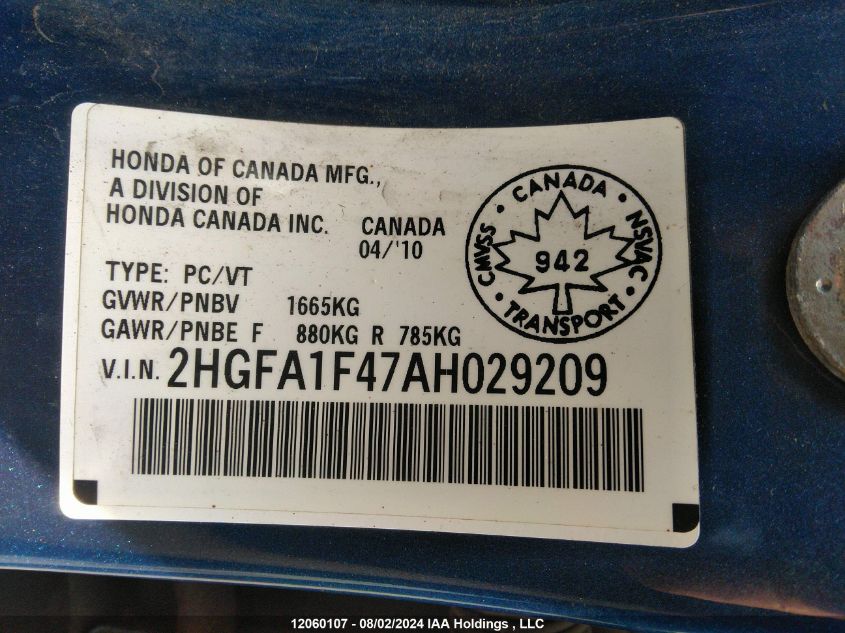 HONDA OF CANADA MFG.,
A DIVISION OF
HONDA CANADA INC. CANADA
04/'10
TYPE: PC/VT
GVWR/PNBV 1665KG
GAWR/PNBE F 880KG R 785KG
V.I.N. 2HGFA1F47AH029209
CMVSS • CANADA • NSVAC • TRANSPORT •
942
12060107 - 08/02/2024 IAA Holdings , LLC